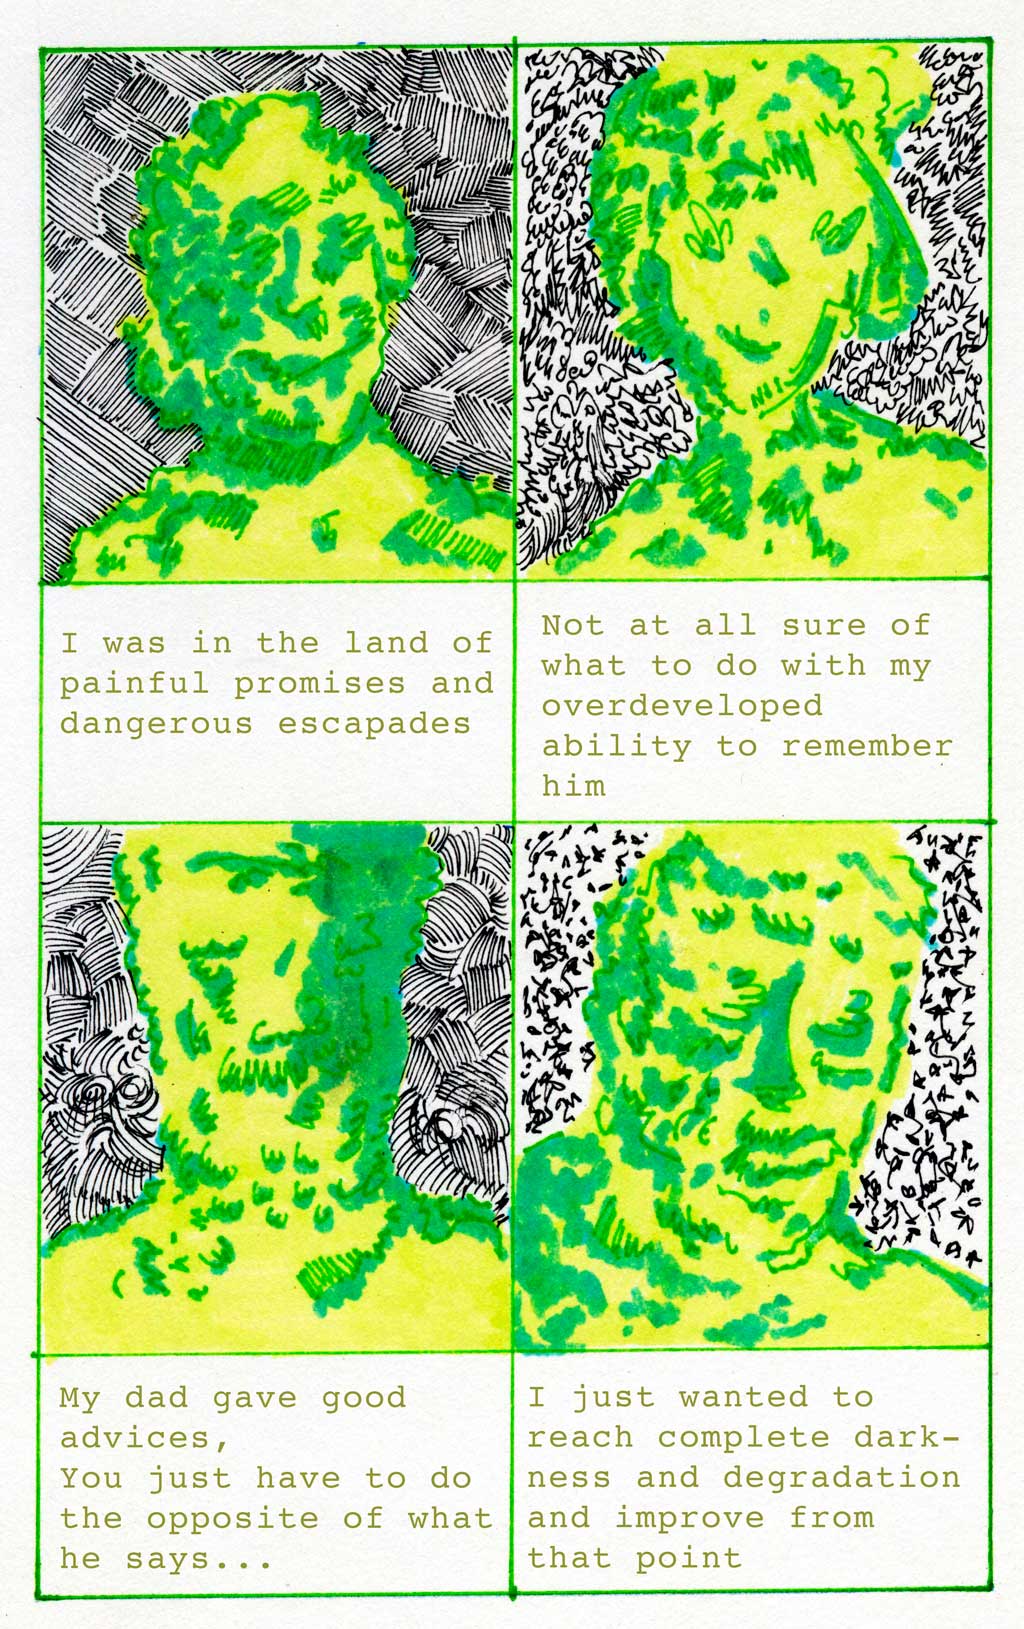 I was in the land of
painful promises and
dangerous escapades
Not at all sure of
what to do with my
overdeveloped
ability to remember
him
My dad gave good
advices,
You just have to do
the opposite of what
he says...
I just wanted to
reach complete dark-
ness and degradation
and improve from
that point